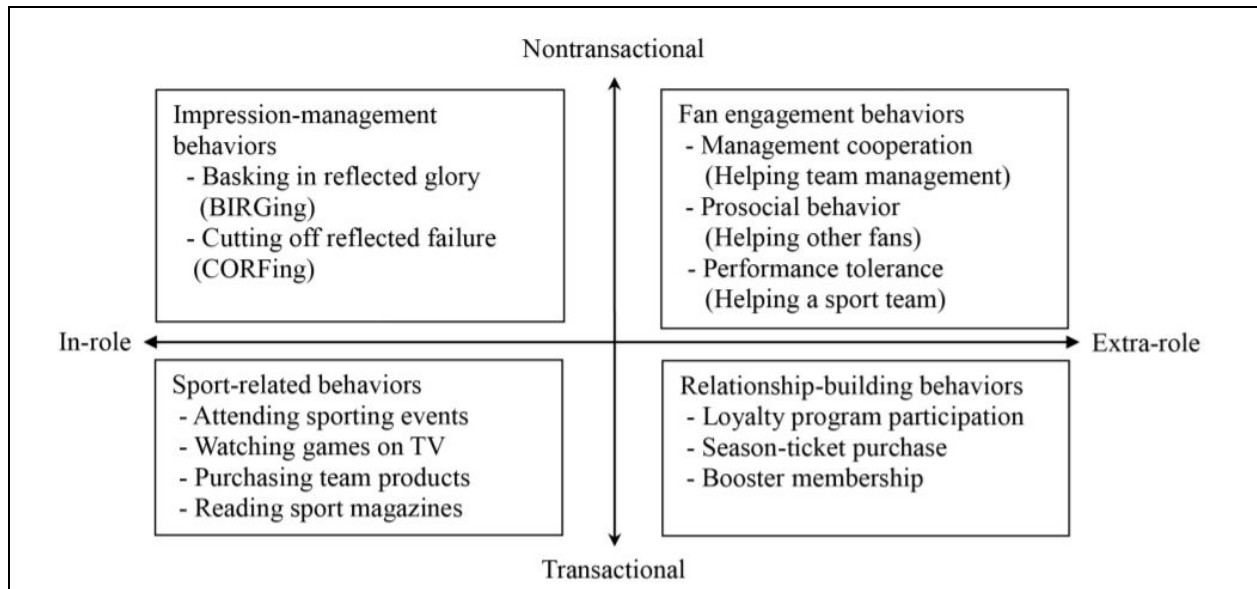 Nontransactional
Impression-management
behaviors
- Basking in reflected glory
(BIRGing)
- Cutting off reflected failure
(CORFing)
Fan engagement behaviors
- Management cooperation
(Helping team management)
- Prosocial behavior
(Helping other fans)
- Performance tolerance
(Helping a sport team)
In-role
Extra-role
Sport-related behaviors
- Attending sporting events
- Watching games on TV
- Purchasing team products
- Reading sport magazines
Relationship-building behaviors
- Loyalty program participation
- Season-ticket purchase
- Booster membership
Transactional